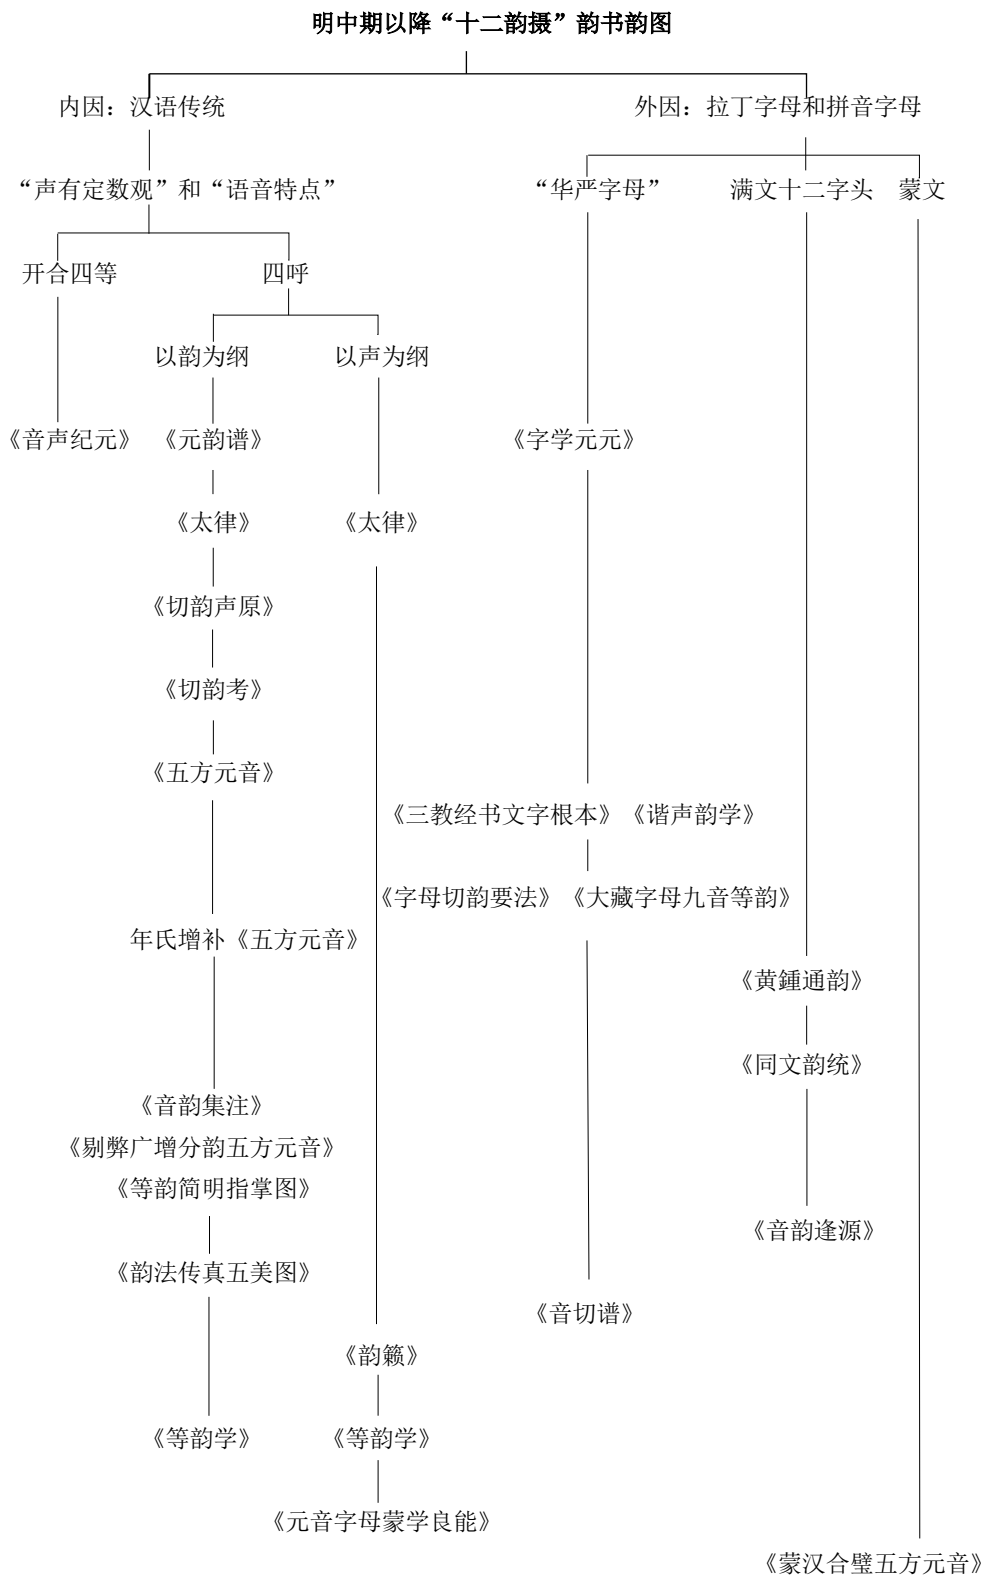 明中期以降“十二韵摄”韵书韵图
内因：汉语传统
外因：拉丁字母和拼音字母
“声有定数观”和“语音特点”
“华严字母”
满文十二字头
蒙文
开合四等
四呼
以韵为纲
以声为纲
《音声纪元》
《元韵谱》
《字学元元》
《太律》
《太律》
《切韵声原》
《切韵考》
《五方元音》
《三教经书文字根本》《谐声韵学》
《字母切韵要法》《大藏字母九音等韵》
年氏增补《五方元音》
《黄鍾通韵》
《同文韵统》
《音韵集注》
《剔弊广增分韵五方元音》
《等韵简明指掌图》
《音韵逢源》
《韵法传真五美图》
《音切谱》
《韵籁》
《等韵学》
《等韵学》
《元音字母蒙学良能》
《蒙汉合璧五方元音》